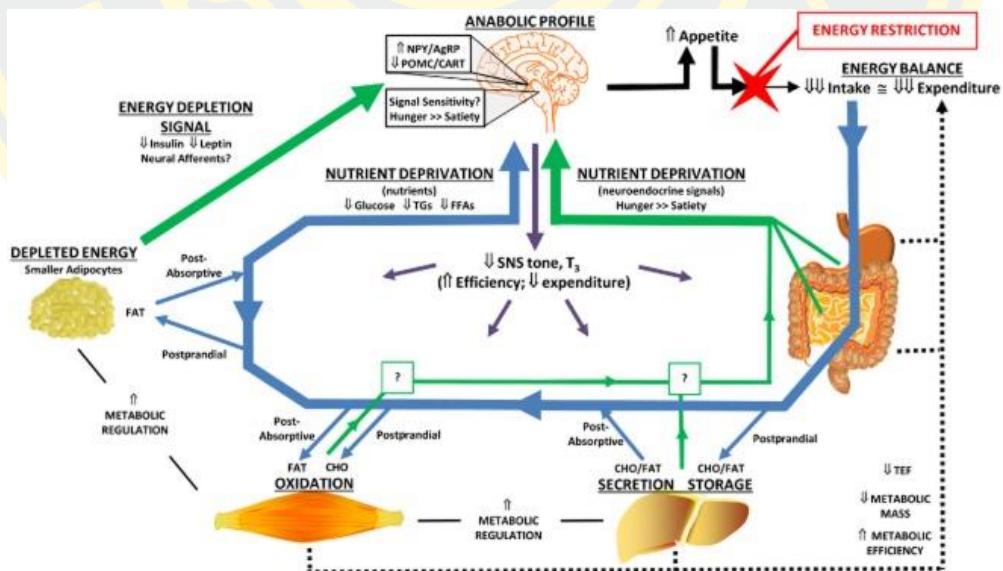 ANABOLIC PROFILE
⇑ NPY/AgRP
⇓ POMC/CART
Signal Sensitivity?
Hunger >> Satiety
⇑ Appetite
ENERGY RESTRICTION
ENERGY BALANCE
⇓⇓ Intake ≅ ⇓⇓ Expenditure
ENERGY DEPLETION
SIGNAL
⇓Insulin ⇓Leptin
Neural Afferents?
NUTRIENT DEPRIVATION
(nutrients)
⇓ Glucose ⇓TGs ⇓FFAs
NUTRIENT DEPRIVATION
(neuroendocrine signals)
Hunger >> Satiety
DEPLETED ENERGY
Smaller Adipocytes
FAT
Post-
Absorptive
Postprandial
⇓ SNS tone, T₃
(⇑ Efficiency; ⇓ expenditure)
?
?
⇑
METABOLIC
REGULATION
Post-
Absorptive
Postprandial
FAT CHO
OXIDATION
Post-
Absorptive
Postprandial
CHO/FAT CHO/FAT
SECRETION STORAGE
⇑
METABOLIC
REGULATION
⇓ TEF
⇓ METABOLIC
MASS
⇑ METABOLIC
EFFICIENCY